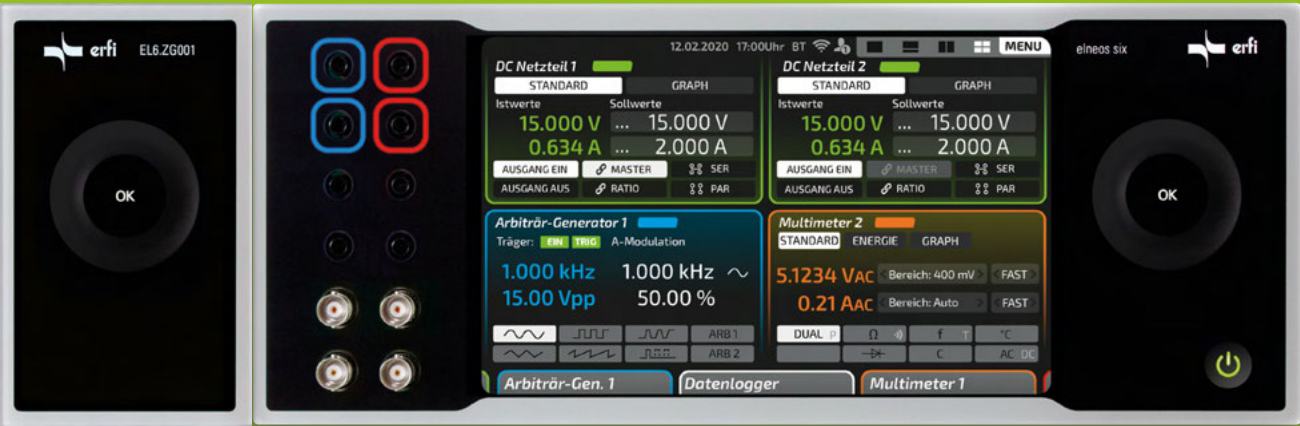 erfi EL6.ZG001
OK
12.02.2020 17:00Uhr BT MENU
DC Netzteil 1
STANDARD GRAPH
Istwerte Sollwerte
15.000 V ... 15.000 V
0.634 A ... 2.000 A
AUSGANG EIN MASTER SER
AUSGANG AUS RATIO PAR
DC Netzteil 2
STANDARD GRAPH
Istwerte Sollwerte
15.000 V ... 15.000 V
0.634 A ... 2.000 A
AUSGANG EIN MASTER SER
AUSGANG AUS RATIO PAR
Arbiträr-Generator 1
Träger: EIN TRIG A-Modulation
1.000 kHz 1.000 kHz
15.00 Vpp 50.00 %
ARB 1
ARB 2
Multimeter 2
STANDARD ENERGIE GRAPH
5.1234 VAC < Bereich: 400 mV > < FAST >
0.21 AAC < Bereich: Auto > < FAST >
DUAL P Ω f T °C
C AC DC
Arbiträr-Gen. 1 Datenlogger Multimeter 1
elneos six erfi
OK